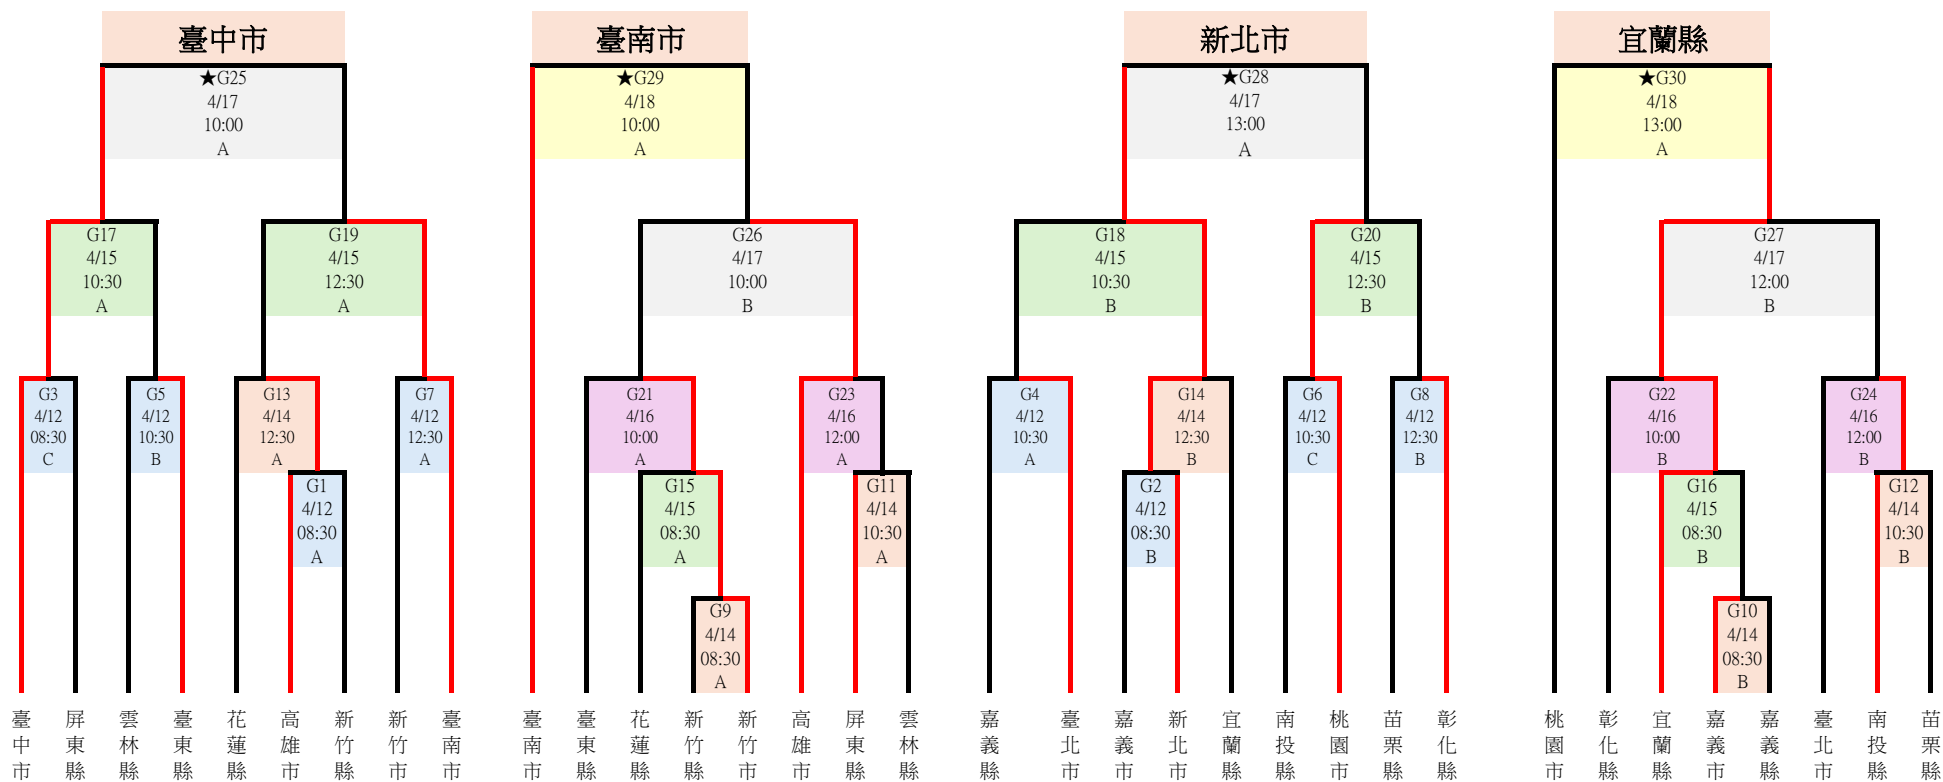 臺中市
臺南市
新北市
宜蘭縣
★G25
4/17
10:00
A
★G29
4/18
10:00
A
★G28
4/17
13:00
A
★G30
4/18
13:00
A
G17
4/15
10:30
A
G19
4/15
12:30
A
G26
4/17
10:00
B
G18
4/15
10:30
B
G20
4/15
12:30
B
G27
4/17
12:00
B
G3
4/12
08:30
C
G5
4/12
10:30
B
G13
4/14
12:30
A
G7
4/12
12:30
A
G21
4/16
10:00
A
G23
4/16
12:00
A
G4
4/12
10:30
A
G14
4/14
12:30
B
G6
4/12
10:30
C
G8
4/12
12:30
B
G22
4/16
10:00
B
G24
4/16
12:00
B
G1
4/12
08:30
A
G15
4/15
08:30
A
G11
4/14
10:30
A
G2
4/12
08:30
B
G16
4/15
08:30
B
G12
4/14
10:30
B
G9
4/14
08:30
A
G10
4/14
08:30
B
臺中市
屏東縣
雲林縣
臺東縣
花蓮縣
高雄市
新竹縣
新竹市
臺南市
臺南市
臺東縣
花蓮縣
新竹縣
新竹市
高雄市
屏東縣
雲林縣
嘉義縣
臺北市
嘉義市
新北市
宜蘭縣
南投縣
桃園市
苗栗縣
彰化縣
桃園市
彰化縣
宜蘭縣
嘉義市
嘉義縣
臺北市
南投縣
苗栗縣